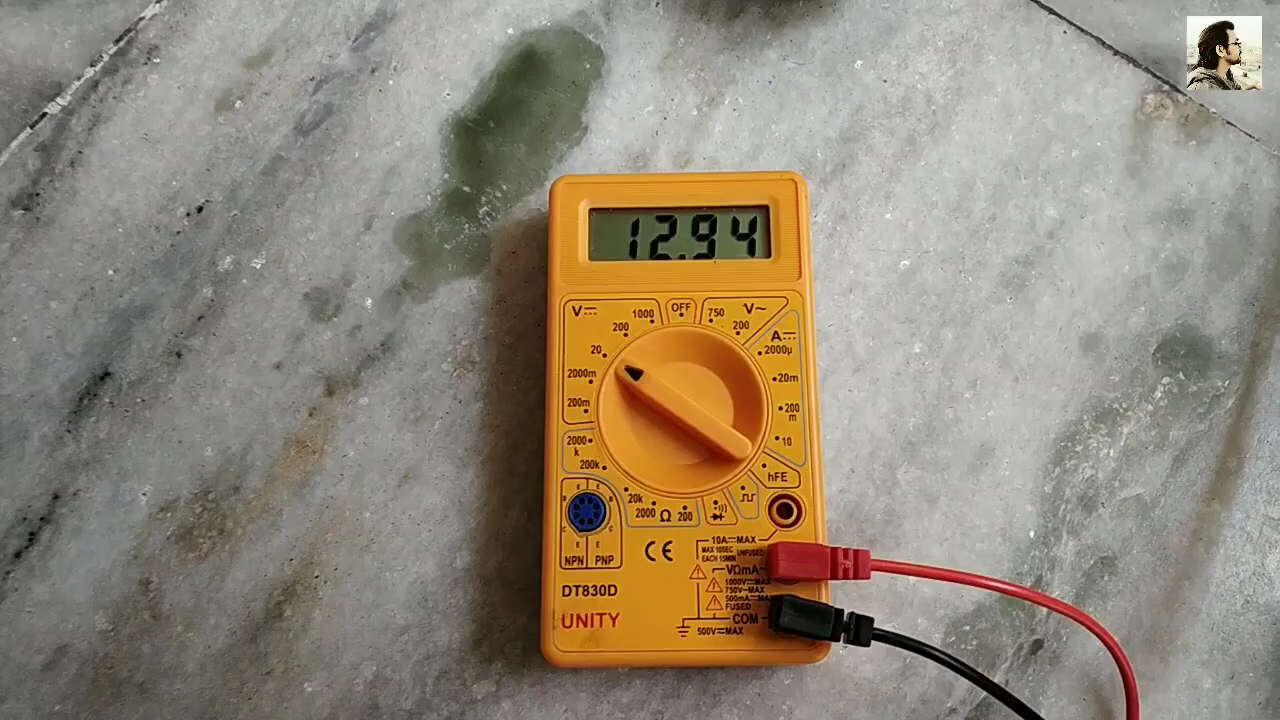 12.94
V⎓ 1000 OFF 750 V~
200 200
A⎓
20 2000µ
2000m 20m
200m 200
m
2000 10
k
200k hFE
20k
2000 Ω 200
E E
B B
C C
E E
NPN PNP
CE
10A⎓MAX
MAX 10SEC
EACH 15MIN UNFUSED
VΩmA
1000V⎓MAX
750V~MAX
500mA⎓MAX
FUSED
COM
500V⎓MAX
DT830D
UNITY